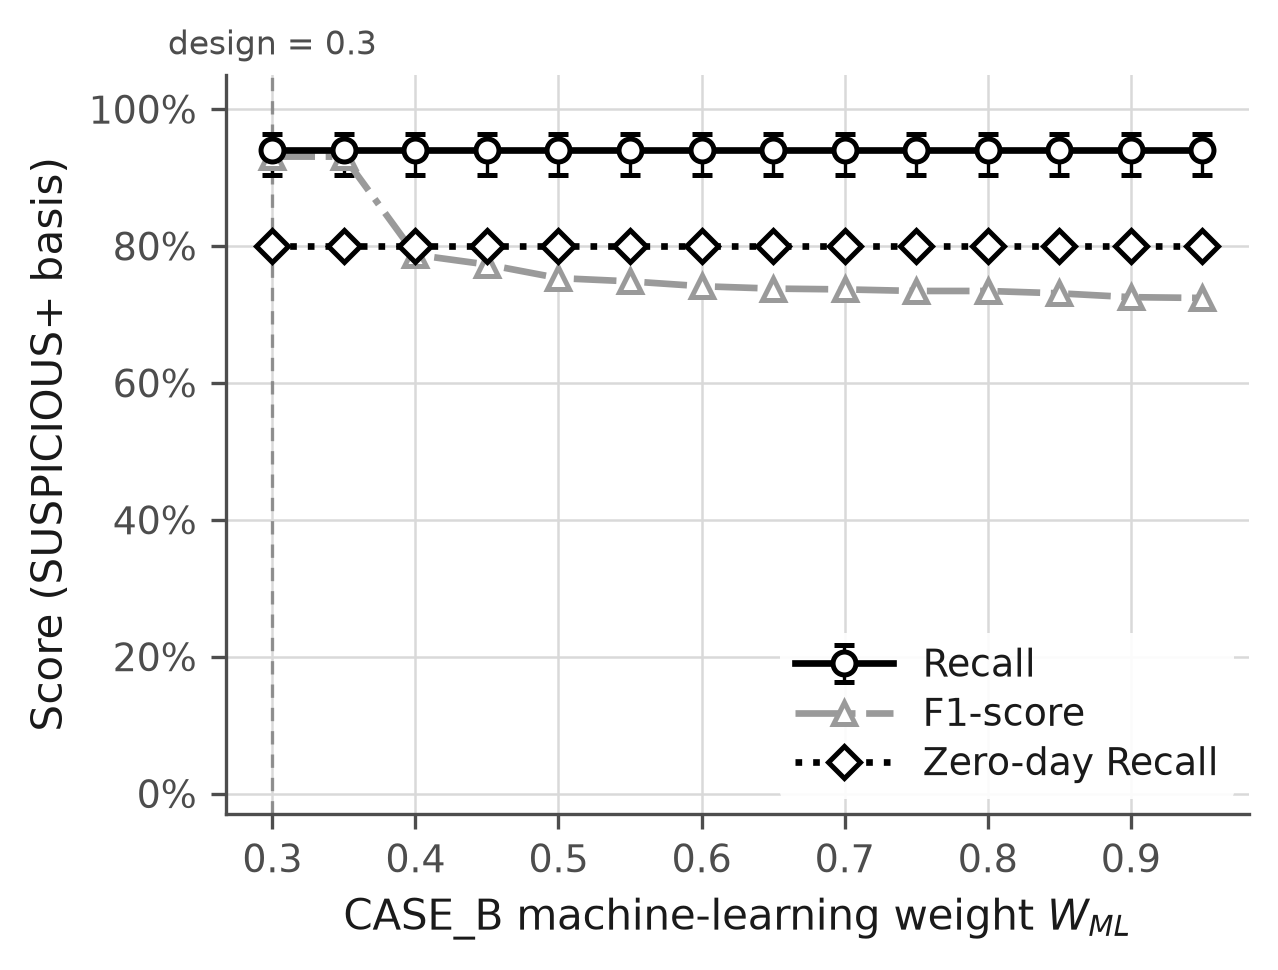 design = 0.3
100%
80%
60%
40%
20%
0%
Score (SUSPICIOUS+ basis)
Recall
F1-score
Zero-day Recall
0.3 0.4 0.5 0.6 0.7 0.8 0.9
CASE_B machine-learning weight W_ML